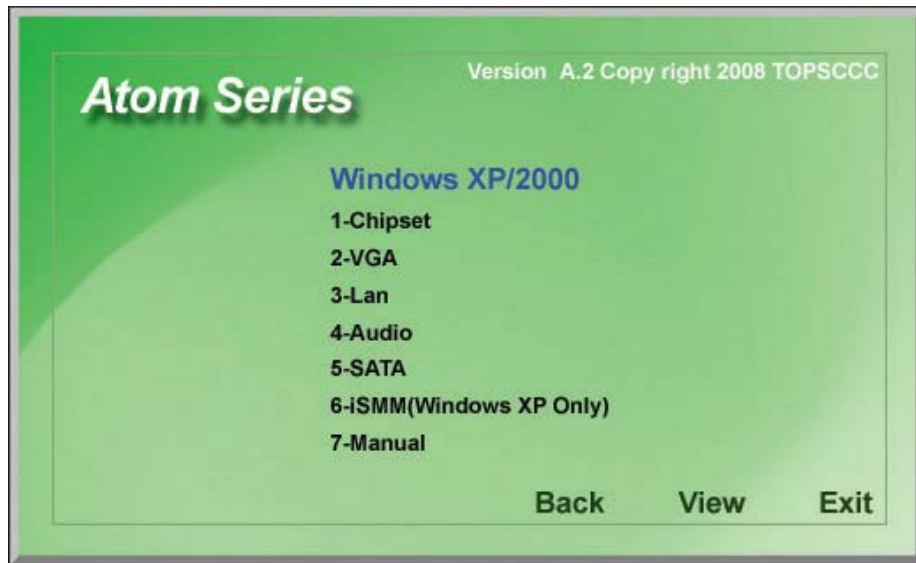 Version A.2 Copy right 2008 TOPSCCC
Atom Series
Windows XP/2000
1-Chipset
2-VGA
3-Lan
4-Audio
5-SATA
6-iSMM(Windows XP Only)
7-Manual
Back View Exit